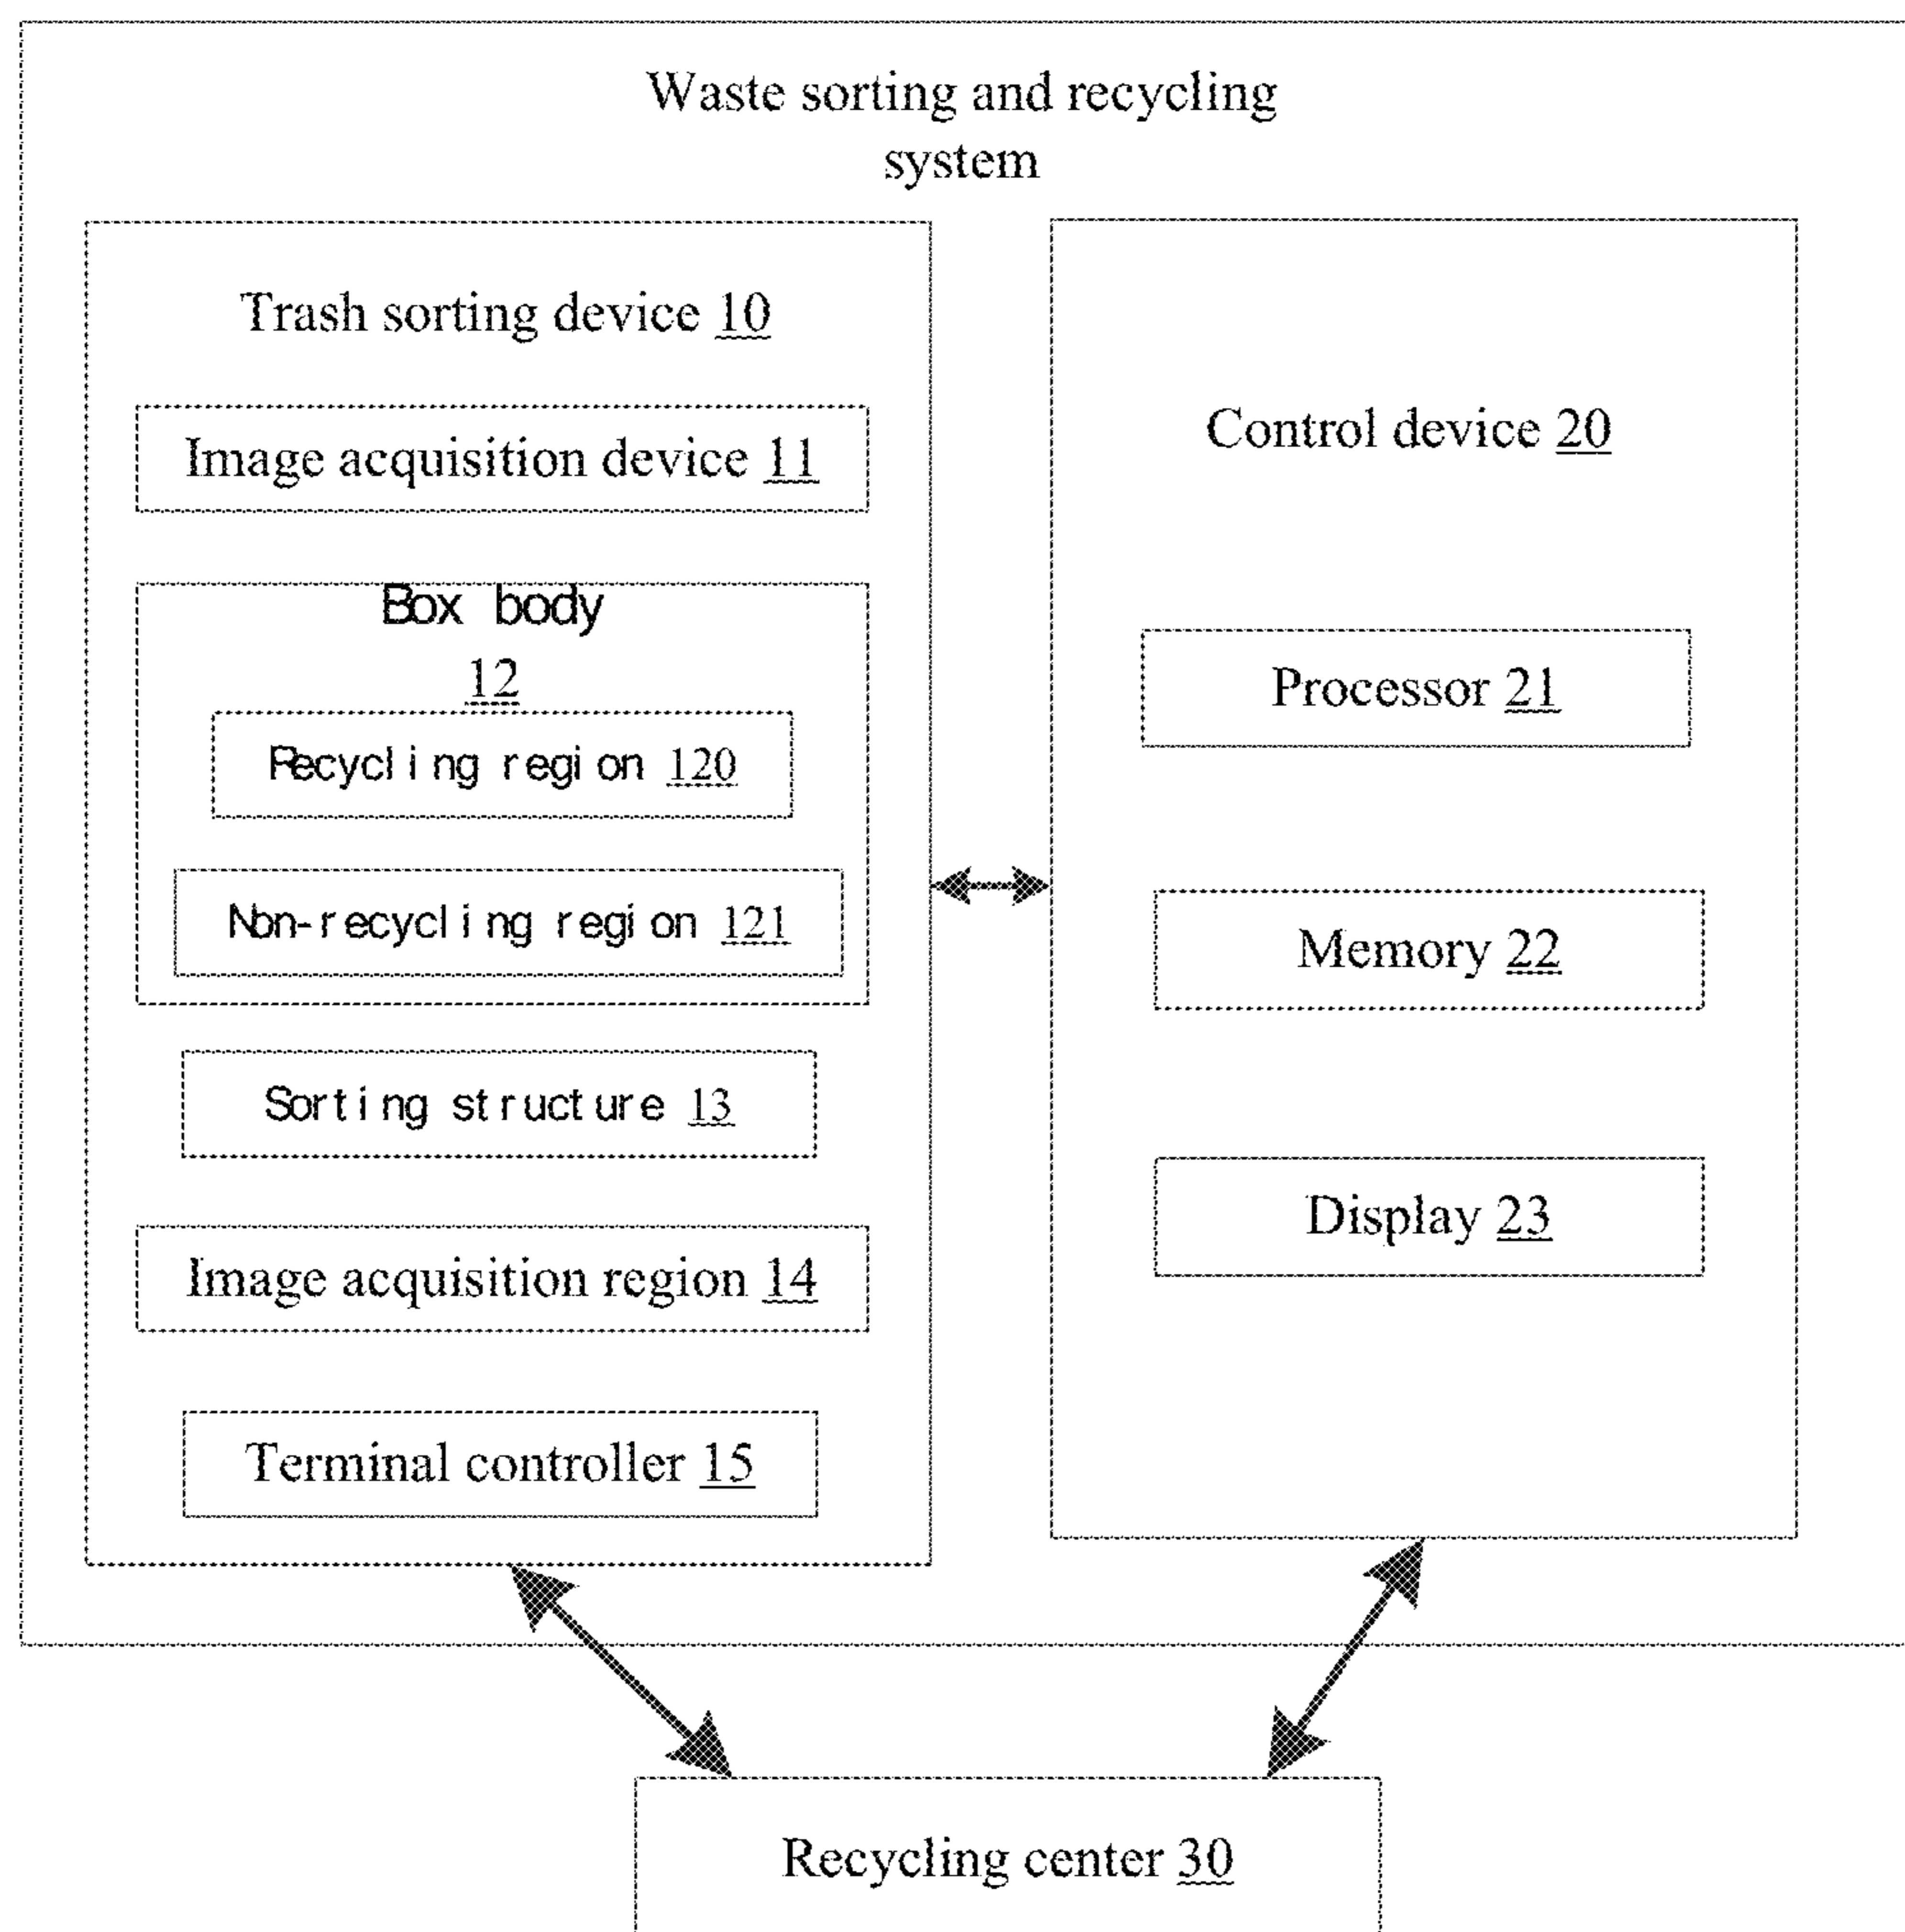 Waste sorting and recycling
system
Trash sorting device 10
Image acquisition device 11
Box body
12
Recycling region 120
Non-recycling region 121
Sorting structure 13
Image acquisition region 14
Terminal controller 15
Control device 20
Processor 21
Memory 22
Display 23
Recycling center 30